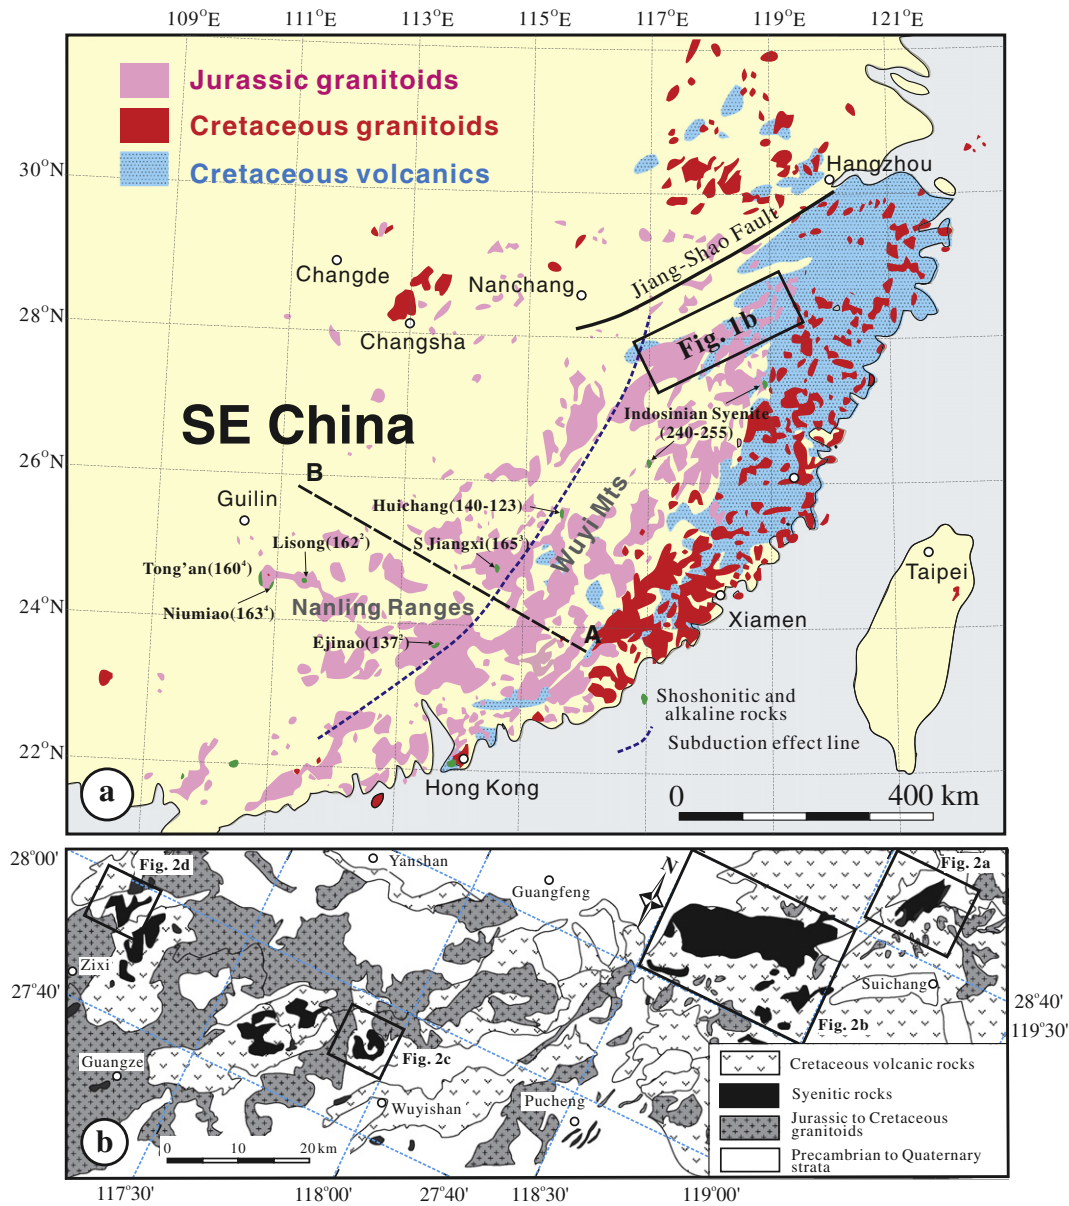 109°E 111°E 113°E 115°E 117°E 119°E 121°E
Jurassic granitoids
Cretaceous granitoids
Cretaceous volcanics
30°N
28°N
26°N
24°N
22°N
Hangzhou
Jiang-Shao Fault
Changde
Nanchang
Changsha
Fig. 1b
SE China
Indosinian Syenite
(240-255)
B
Guilin
Huichang(140-123)
Wuyi Mts
Lisong(162²)
S Jiangxi(165³)
Tong'an(160⁴)
Niumiao(163⁴)
Nanling Ranges
Ejinao(137²)
A
Taipei
Xiamen
Shoshonitic and
alkaline rocks
Subduction effect line
Hong Kong
0 400 km
a
28°00'
27°40'
Fig. 2d
Yanshan
Guangfeng
N
Fig. 2a
Zixi
Suichang
28°40'
119°30'
Fig. 2b
Guangze
Fig. 2c
Wuyishan
Pucheng
Cretaceous volcanic rocks
Syenitic rocks
Jurassic to Cretaceous
granitoids
Precambrian to Quaternary
strata
b
0 10 20 km
117°30' 118°00' 27°40' 118°30' 119°00'